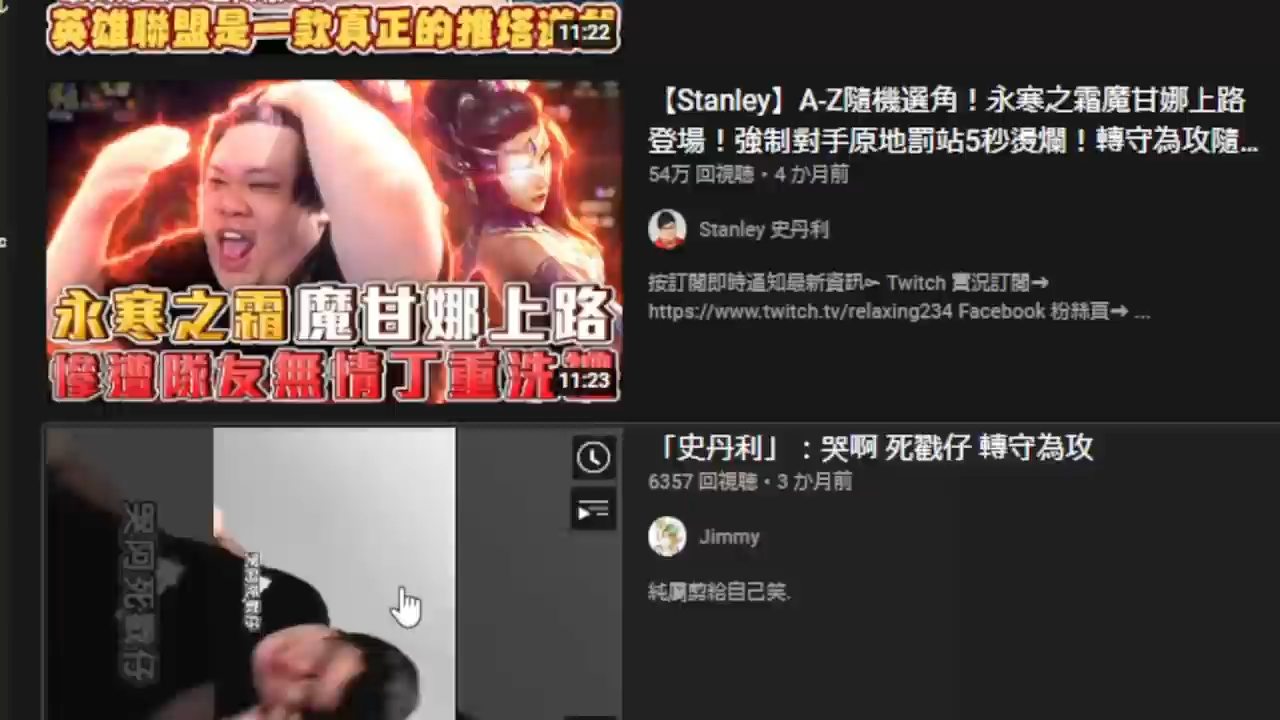 英雄聯盟是一款真正的推塔
11:22
【Stanley】A-Z隨機選角！永寒之霜魔甘娜上路
登場！強制對手原地罰站5秒燙爛！轉守為攻隨...
54万 回視聴・4 か月前
Stanley 史丹利
按訂閱即時通知最新資訊➳ Twitch 實況訂閱➜
https://www.twitch.tv/relaxing234 Facebook 粉絲頁➜ ...
永寒之霜魔甘娜上路
慘遭隊友無情丁重洗
11:23
「史丹利」：哭啊 死戳仔 轉守為攻
6357 回視聴・3 か月前
Jimmy
純屬剪給自己笑.
哭阿死戳仔